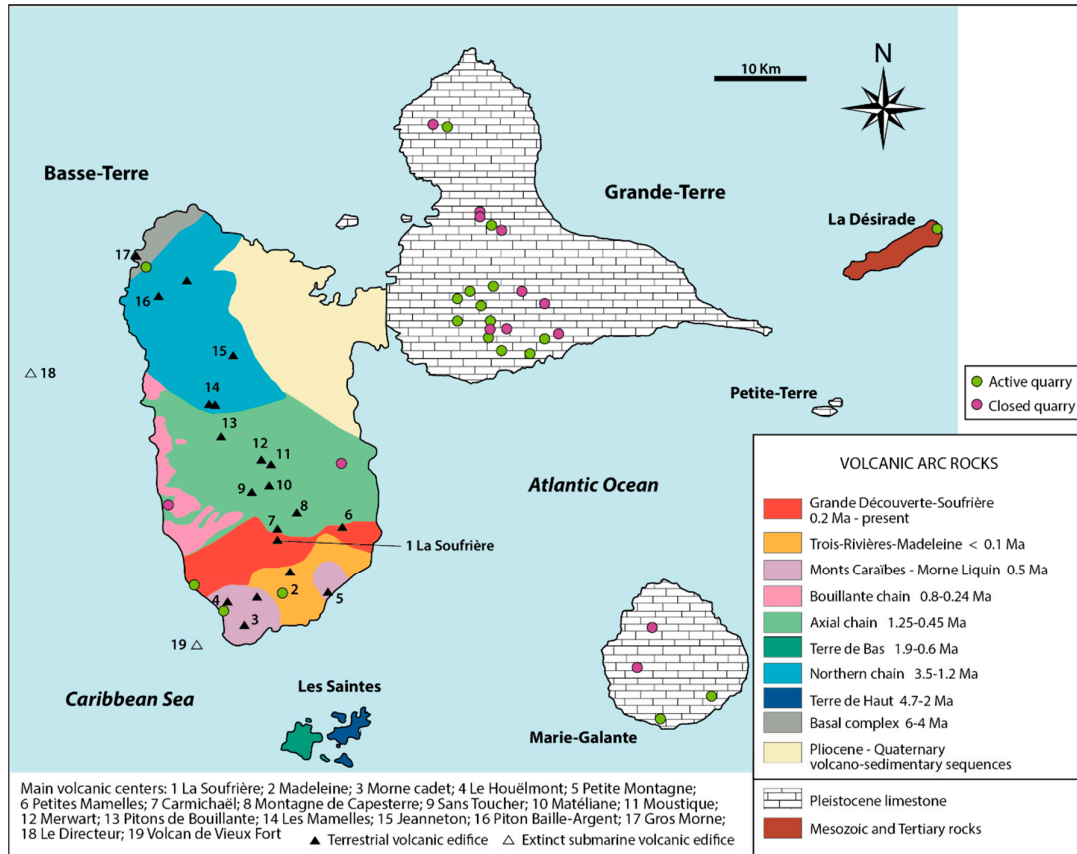 10 Km
N
Basse-Terre
Grande-Terre
La Désirade
17
16
15
18
14
Petite-Terre
Active quarry
Closed quarry
13
12
11
10
9
8
7
6
Atlantic Ocean
1 La Soufrière
2
5
4
3
19
Caribbean Sea
Les Saintes
Marie-Galante
VOLCANIC ARC ROCKS
Grande Découverte-Soufrière
0.2 Ma - present
Trois-Rivières-Madeleine < 0.1 Ma
Monts Caraïbes - Morne Liquin 0.5 Ma
Bouillante chain 0.8-0.24 Ma
Axial chain 1.25-0.45 Ma
Terre de Bas 1.9-0.6 Ma
Northern chain 3.5-1.2 Ma
Terre de Haut 4.7-2 Ma
Basal complex 6-4 Ma
Pliocene - Quaternary
volcano-sedimentary sequences
Pleistocene limestone
Mesozoic and Tertiary rocks
Main volcanic centers: 1 La Soufrière; 2 Madeleine; 3 Morne cadet; 4 Le Houëlmont; 5 Petite Montagne;
6 Petites Mamelles; 7 Carmichaël; 8 Montagne de Capesterre; 9 Sans Toucher; 10 Matéliane; 11 Moustique;
12 Merwart; 13 Pitons de Bouillante; 14 Les Mamelles; 15 Jeanneton; 16 Piton Baille-Argent; 17 Gros Morne;
18 Le Directeur; 19 Volcan de Vieux Fort
Terrestrial volcanic edifice
Extinct submarine volcanic edifice